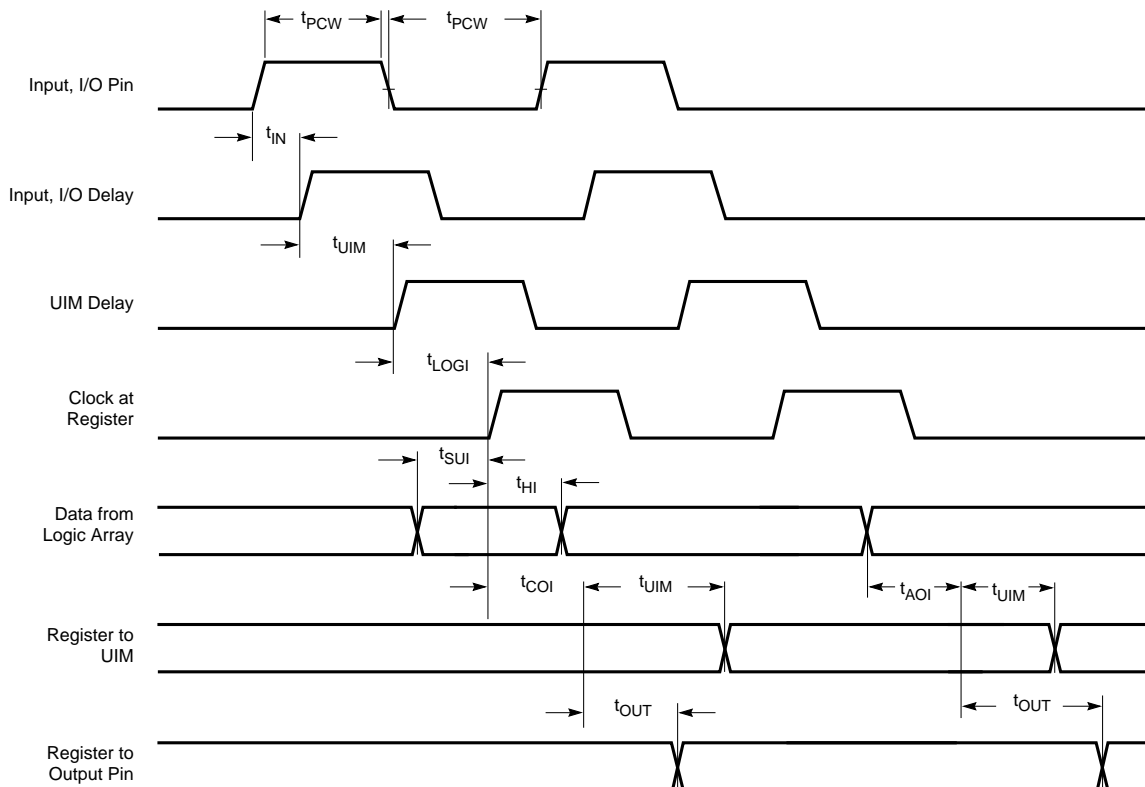 tPCW
tPCW
Input, I/O Pin
tIN
Input, I/O Delay
tUIM
UIM Delay
tLOGI
Clock at
Register
tSUI
tHI
Data from
Logic Array
tCOI
tUIM
tAOI
tUIM
Register to
UIM
tOUT
tOUT
Register to
Output Pin